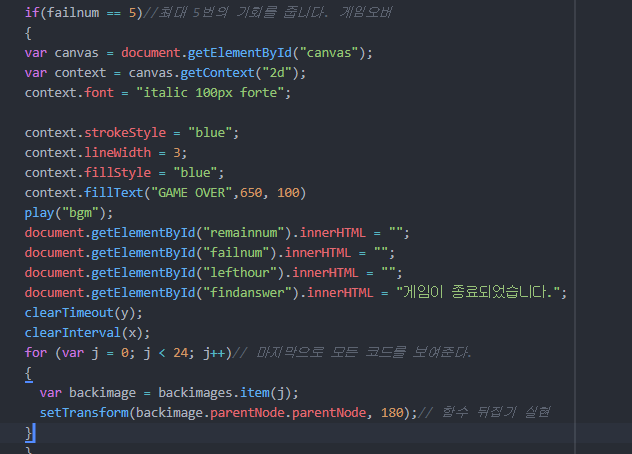 if(failnum == 5)//최대 5번의 기회를 줍니다. 게임오버
{
var canvas = document.getElementById("canvas");
var context = canvas.getContext("2d");
context.font = "italic 100px forte";
context.strokeStyle = "blue";
context.lineWidth = 3;
context.fillStyle = "blue";
context.fillText("GAME OVER",650, 100)
play("bgm");
document.getElementById("remainnum").innerHTML = "";
document.getElementById("failnum").innerHTML = "";
document.getElementById("lefthour").innerHTML = "";
document.getElementById("findanswer").innerHTML = "게임이 종료되었습니다.";
clearTimeout(y);
clearInterval(x);
for (var j = 0; j < 24; j++)// 마지막으로 모든 코드를 보여준다.
{
var backimage = backimages.item(j);
setTransform(backimage.parentNode.parentNode, 180);// 함수 뒤집기 실현
}
}